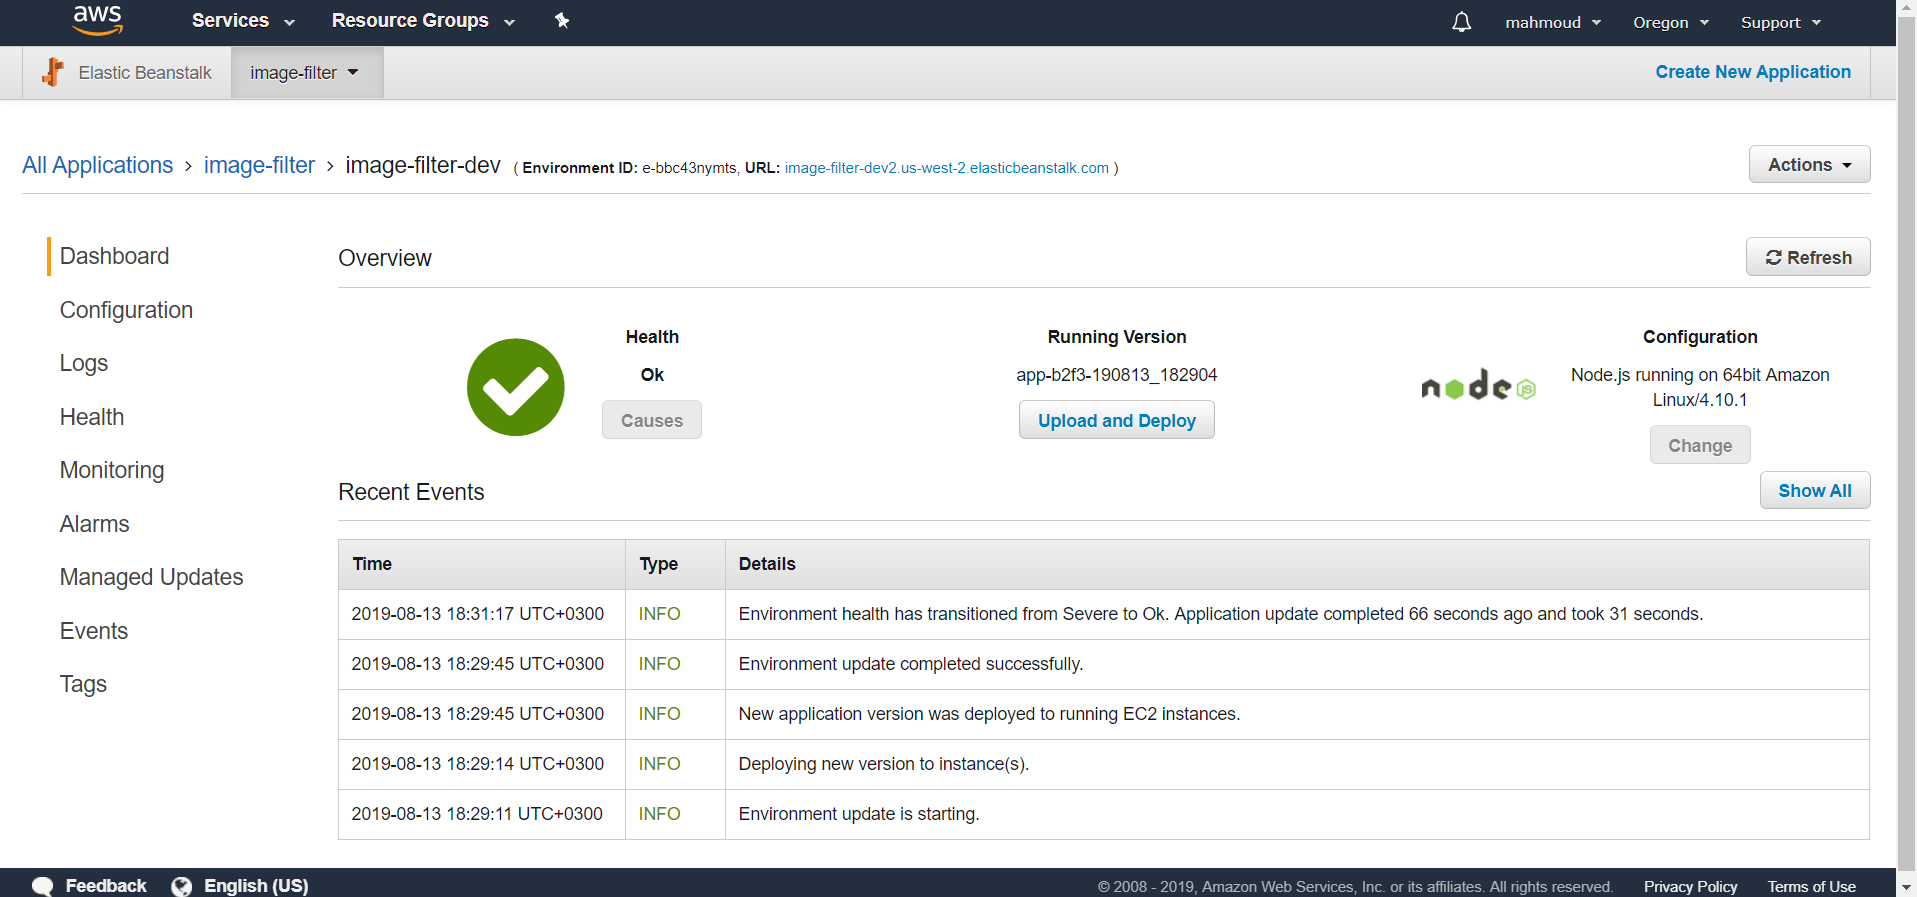 aws Services Resource Groups mahmoud Oregon Support
Elastic Beanstalk image-filter Create New Application
All Applications › image-filter › image-filter-dev ( Environment ID: e-bbc43nymts, URL: image-filter-dev2.us-west-2.elasticbeanstalk.com ) Actions
Dashboard
Configuration
Logs
Health
Monitoring
Alarms
Managed Updates
Events
Tags
Overview Refresh
Health
Ok
Causes
Running Version
app-b2f3-190813_182904
Upload and Deploy
node JS
Configuration
Node.js running on 64bit Amazon
Linux/4.10.1
Change
Recent Events Show All
Time Type Details
2019-08-13 18:31:17 UTC+0300 INFO Environment health has transitioned from Severe to Ok. Application update completed 66 seconds ago and took 31 seconds.
2019-08-13 18:29:45 UTC+0300 INFO Environment update completed successfully.
2019-08-13 18:29:45 UTC+0300 INFO New application version was deployed to running EC2 instances.
2019-08-13 18:29:14 UTC+0300 INFO Deploying new version to instance(s).
2019-08-13 18:29:11 UTC+0300 INFO Environment update is starting.
Feedback English (US) © 2008 - 2019, Amazon Web Services, Inc. or its affiliates. All rights reserved. Privacy Policy Terms of Use